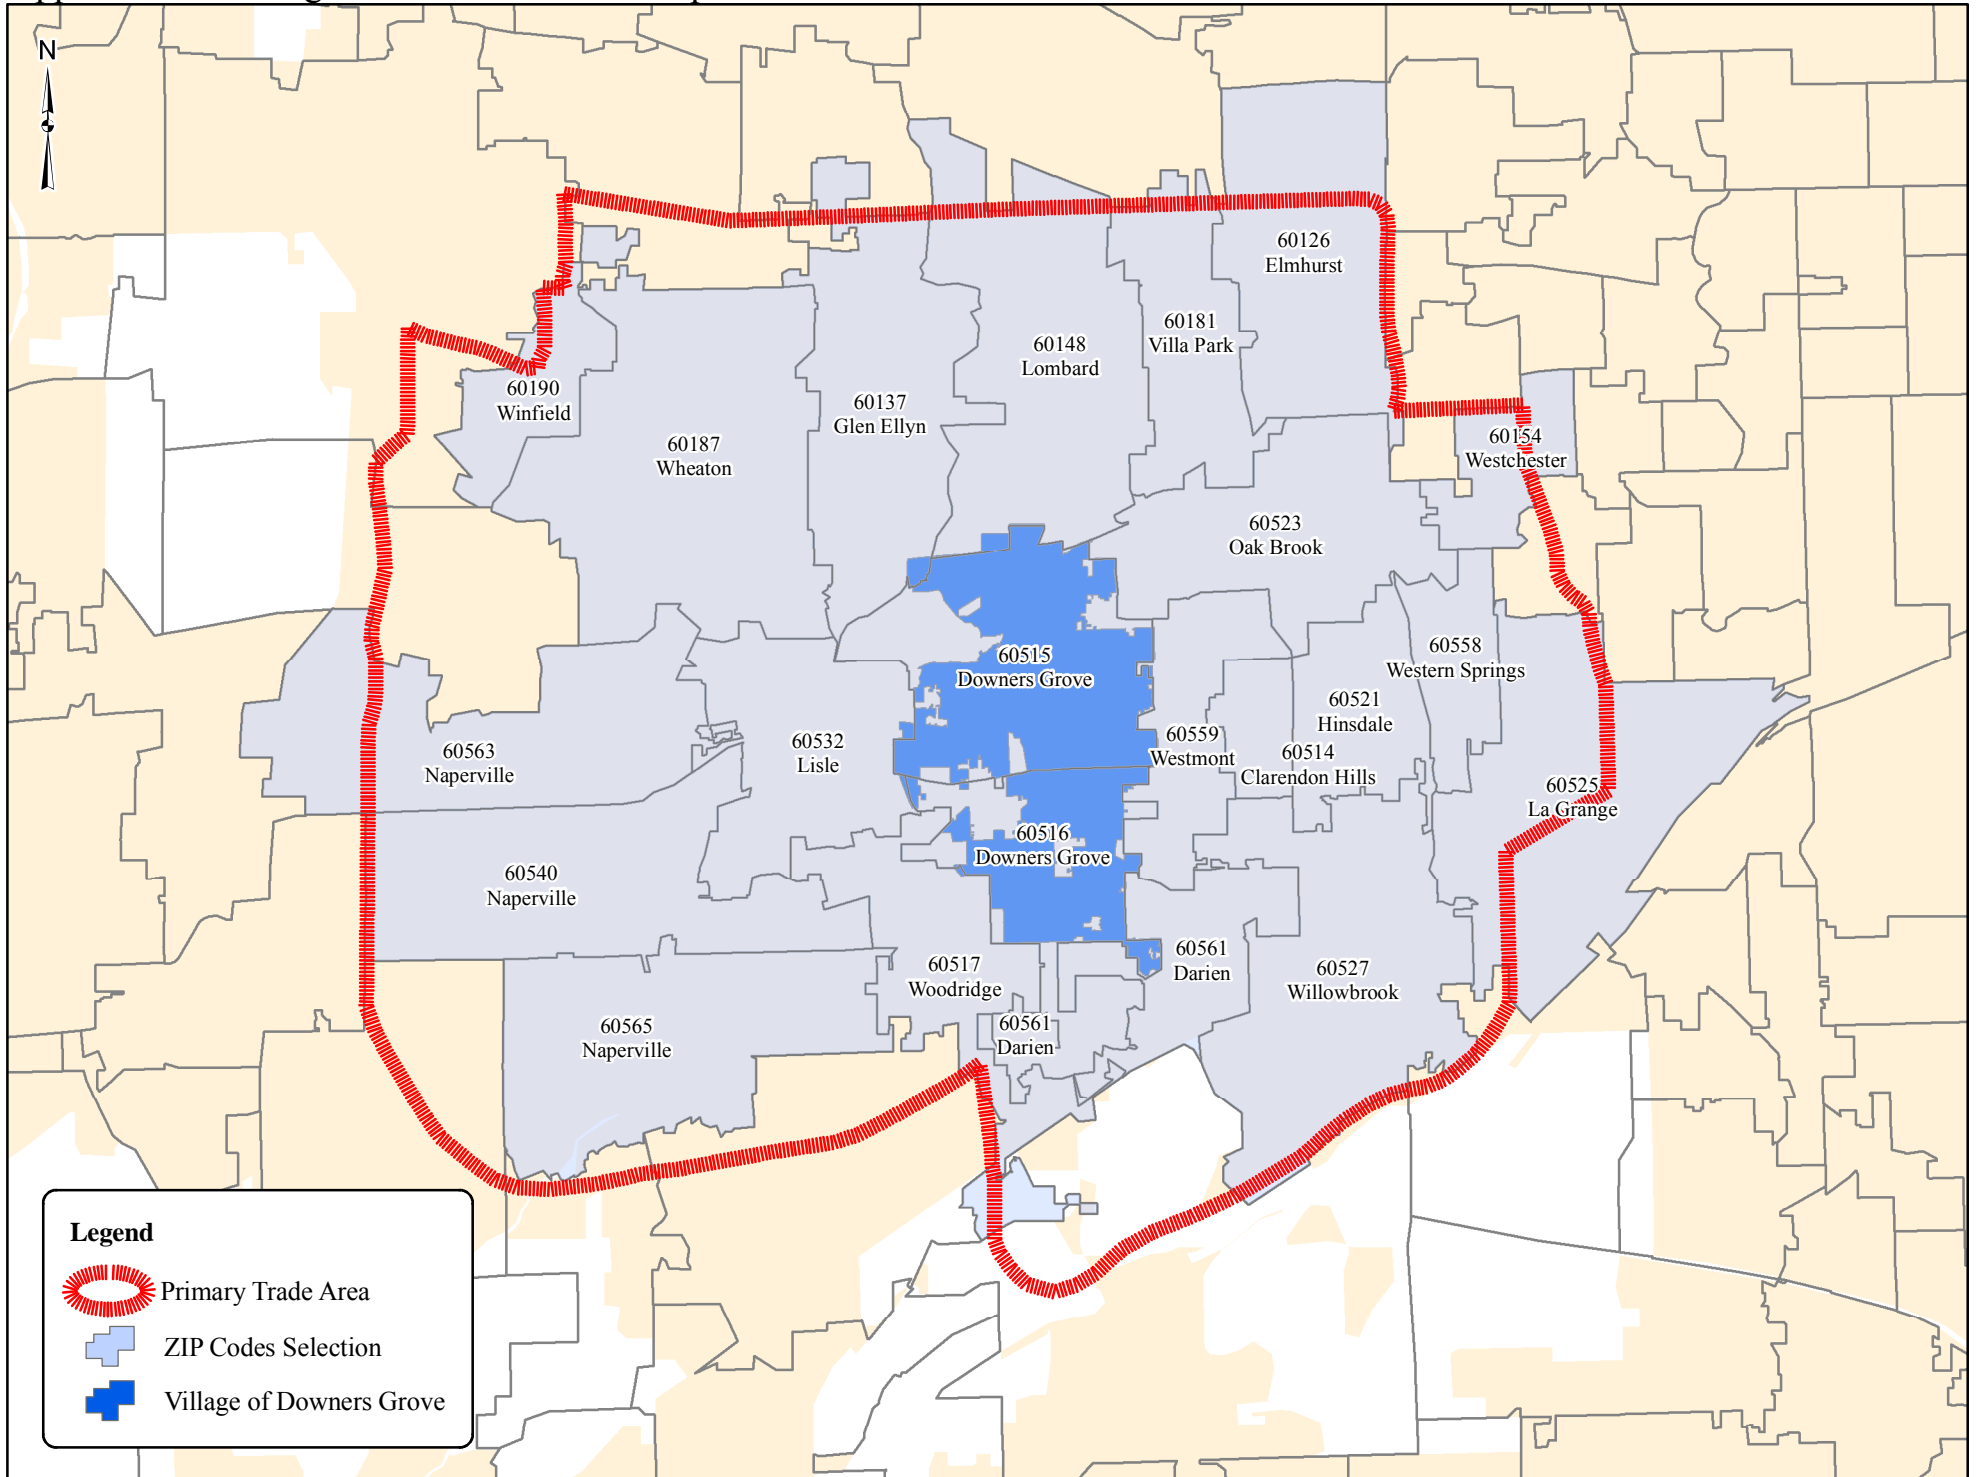 N
60126
Elmhurst
60181
Villa Park
60148
Lombard
60190
Winfield
60137
Glen Ellyn
60187
Wheaton
60154
Westchester
60523
Oak Brook
60515
Downers Grove
60558
Western Springs
60521
Hinsdale
60559
Westmont
60514
Clarendon Hills
60563
Naperville
60532
Lisle
60525
La Grange
60516
Downers Grove
60540
Naperville
60517
Woodridge
60561
Darien
60527
Willowbrook
60565
Naperville
60561
Darien
Legend
Primary Trade Area
ZIP Codes Selection
Village of Downers Grove